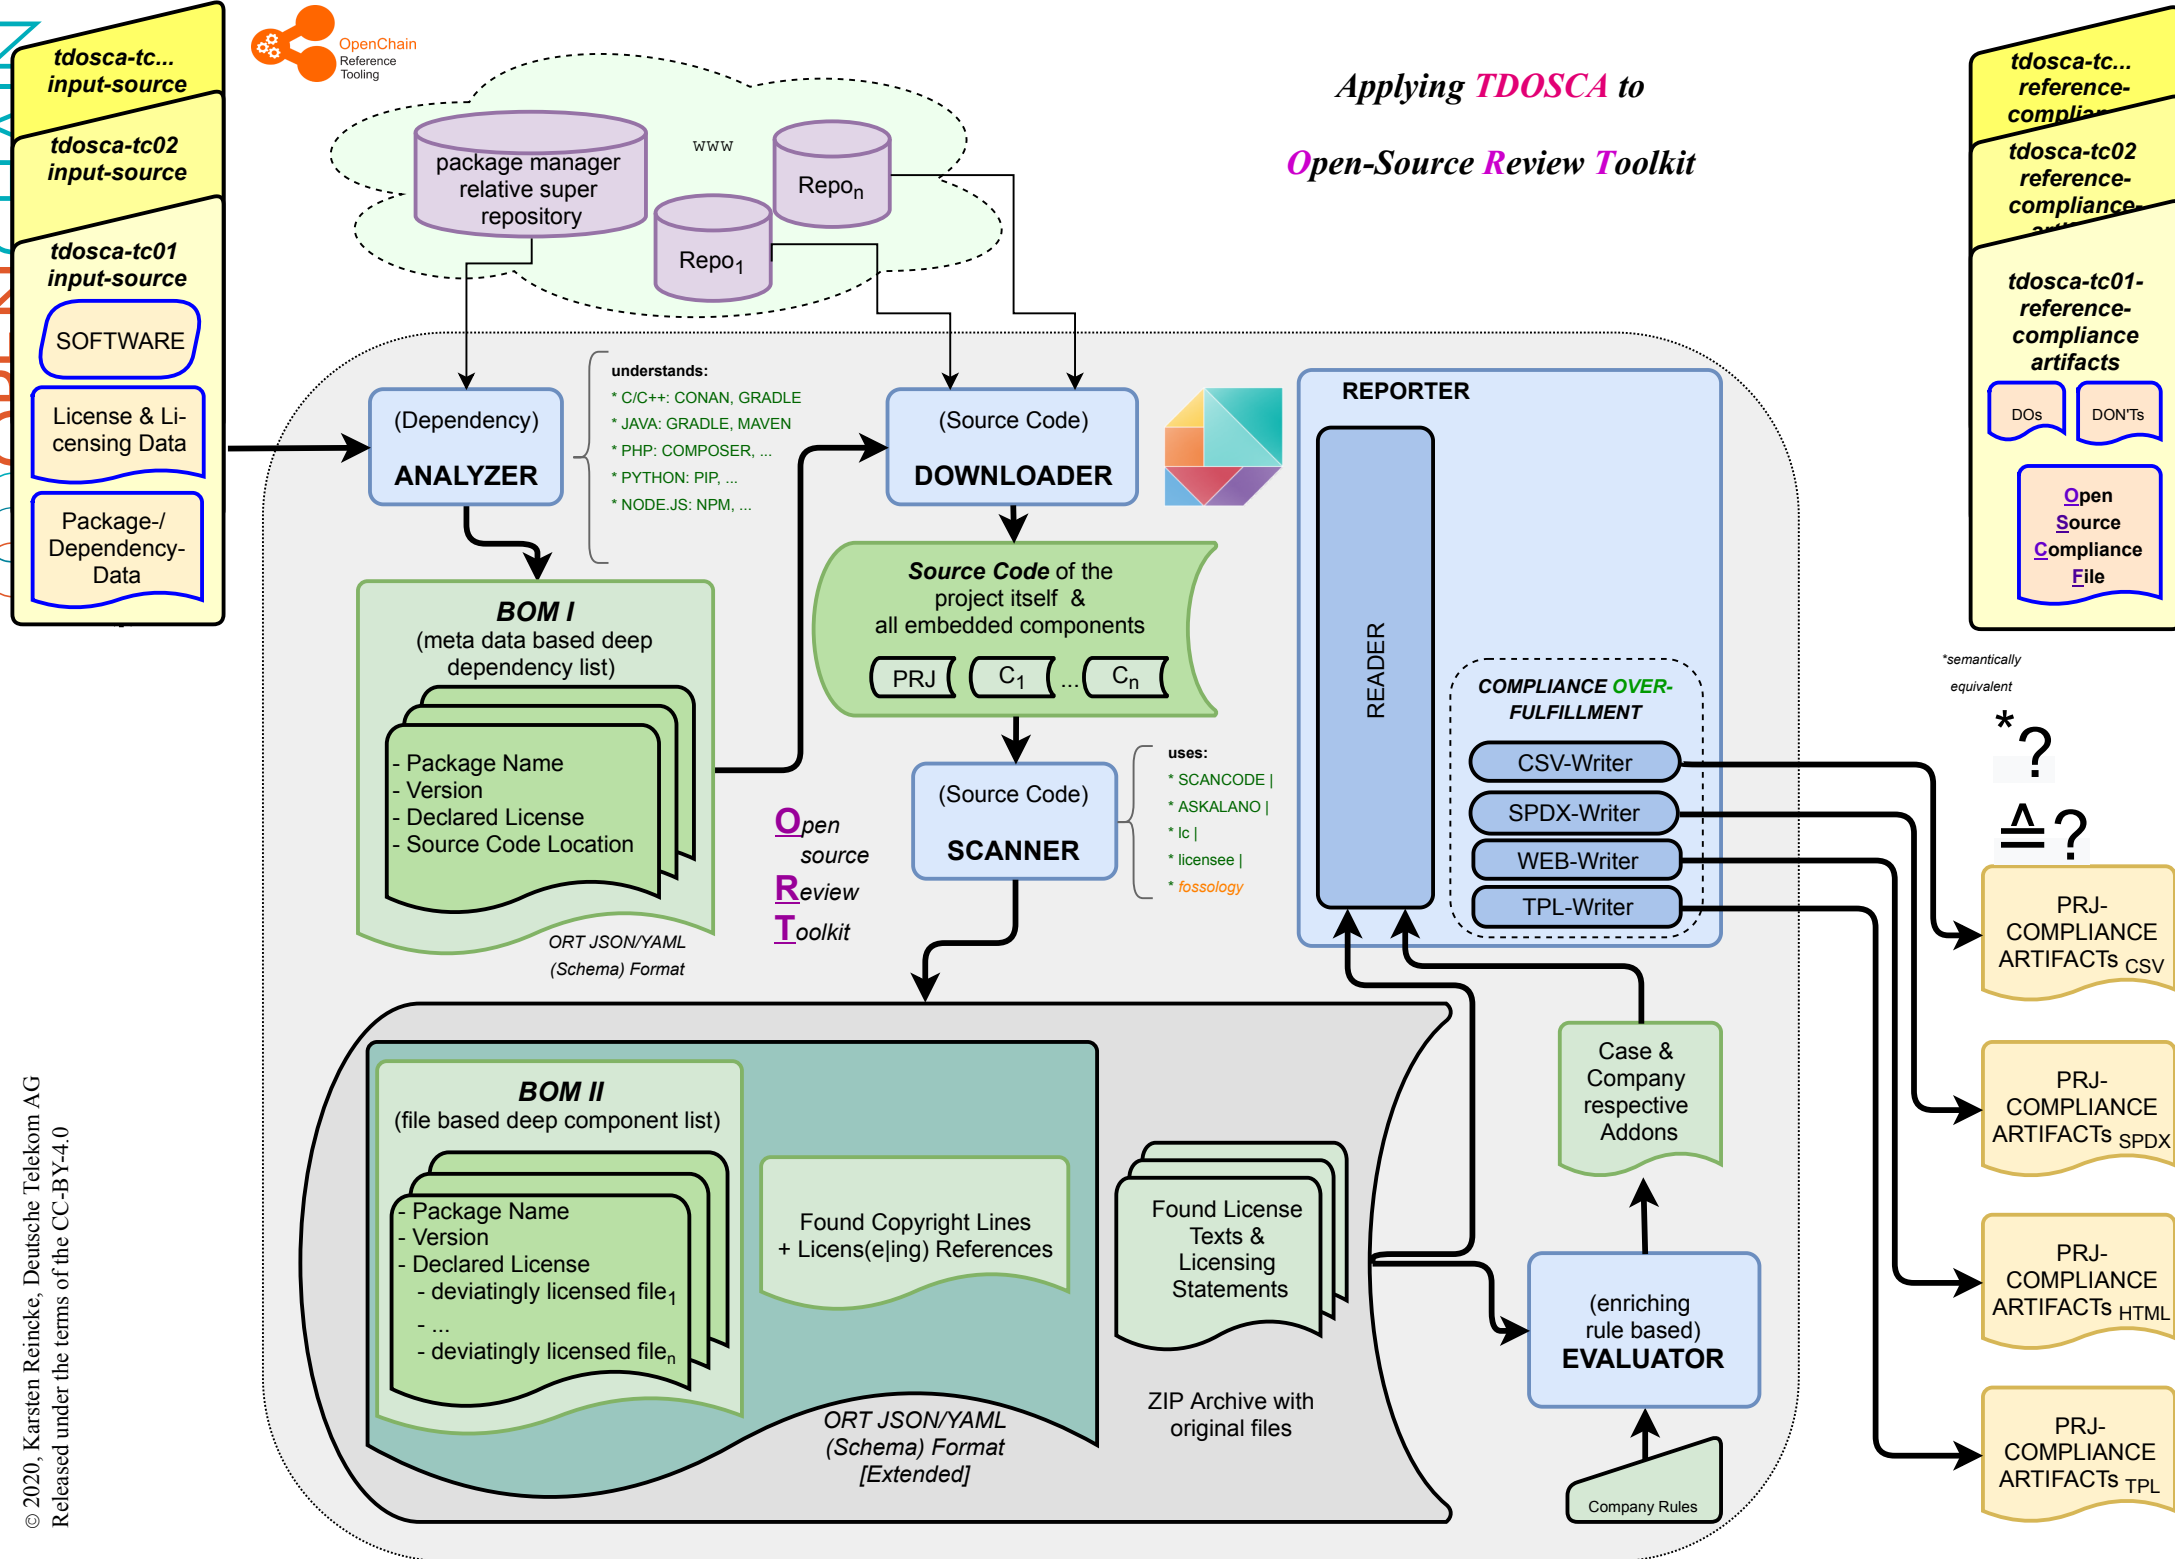 tdosca-tc...
input-source
tdosca-tc02
input-source
tdosca-tc01
input-source
SOFTWARE
License & Li-
censing Data
Package-/
Dependency-
Data
OpenChain
Reference
Tooling
package manager
relative super
repository
www
Repo1
Repon
Applying TDOSCA to
Open-Source Review Toolkit
(Dependency)
ANALYZER
understands:
* C/C++: CONAN, GRADLE
* JAVA: GRADLE, MAVEN
* PHP: COMPOSER, ...
* PYTHON: PIP, ...
* NODE.JS: NPM, ...
(Source Code)
DOWNLOADER
BOM I
(meta data based deep
dependency list)
- Package Name
- Version
- Declared License
- Source Code Location
ORT JSON/YAML
(Schema) Format
Source Code of the
project itself &
all embedded components
PRJ
C1
...
Cn
(Source Code)
SCANNER
uses:
* SCANCODE |
* ASKALANO |
* lc |
* licensee |
* fossology
Open
source
Review
Toolkit
REPORTER
READER
COMPLIANCE OVER-
FULFILLMENT
CSV-Writer
SPDX-Writer
WEB-Writer
TPL-Writer
BOM II
(file based deep component list)
- Package Name
- Version
- Declared License
- deviatingly licensed file1
- ...
- deviatingly licensed filen
Found Copyright Lines
+ Licens(e|ing) References
ORT JSON/YAML
(Schema) Format
[Extended]
Found License
Texts &
Licensing
Statements
ZIP Archive with
original files
Case &
Company
respective
Addons
(enriching
rule based)
EVALUATOR
Company Rules
tdosca-tc...
reference-
tdosca-tc02
reference-
compliance-
tdosca-tc01-
reference-
compliance
artifacts
DOs
DON'Ts
Open
Source
Compliance
File
*semantically
equivalent
*?
≙?
PRJ-
COMPLIANCE
ARTIFACTs CSV
PRJ-
COMPLIANCE
ARTIFACTs SPDX
PRJ-
COMPLIANCE
ARTIFACTs HTML
PRJ-
COMPLIANCE
ARTIFACTs TPL
© 2020, Karsten Reincke, Deutsche Telekom AG
Released under the terms of the CC-BY-4.0